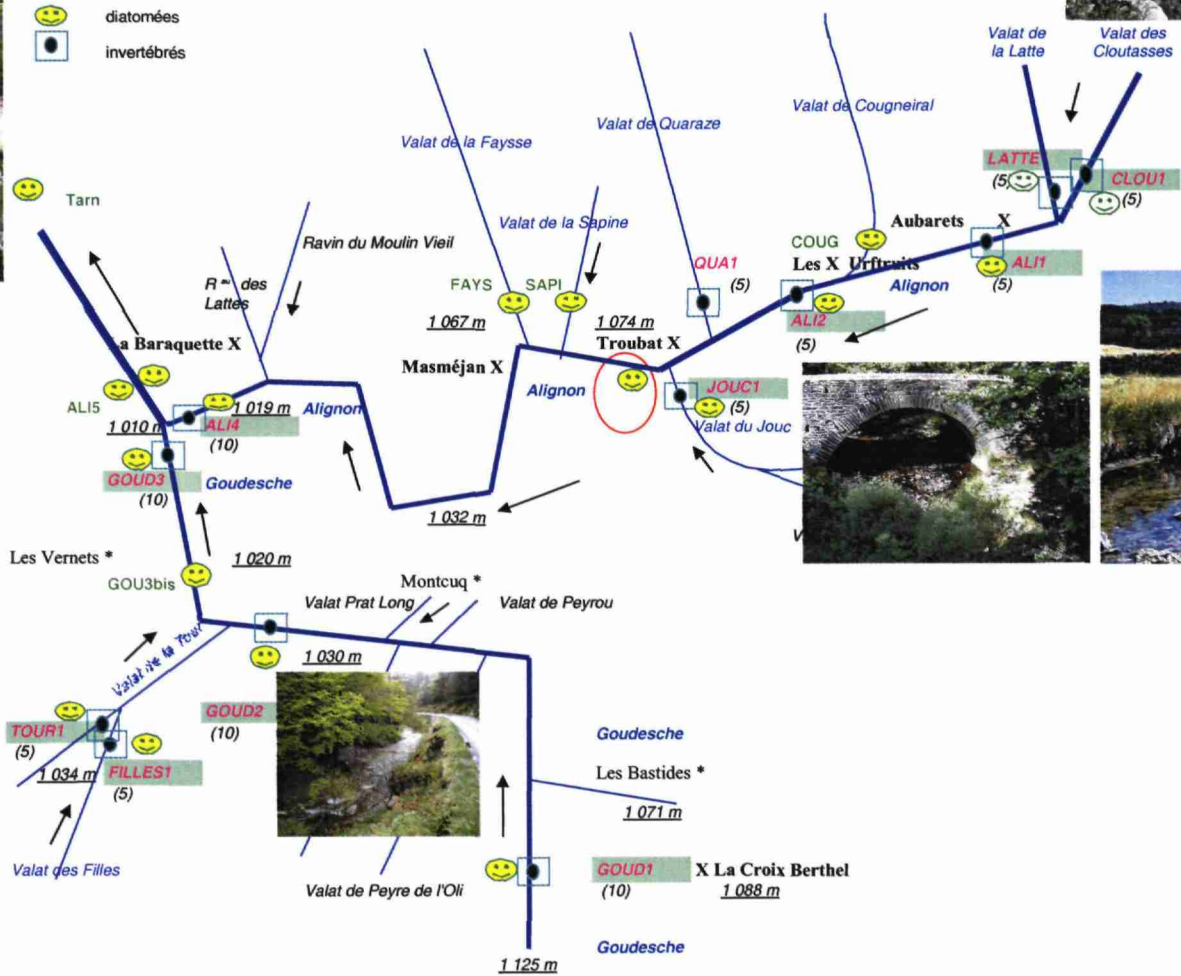 diatomées
invertébrés
Valat de
la Latte
Valat des
Cloutasses
Valat de Cougneiral
Valat de Quaraze
Valat de la Faysse
LATTE
(5)
CLOU1
(5)
Tarn
Valat de la Sapine
Aubarets X
Ravin du Moulin Vieil
COUG
Les X Urftruits
QUA1
(5)
ALI1
(5)
des
Lattes
FAYS
SAPI
Alignon
1 067 m
1 074 m
Troubat X
ALI2
(5)
La Baraquette X
Masméjan X
Alignon
JOUC1
(5)
ALI5
1 019 m
Alignon
1 010 m
ALI4
(10)
Valat du Jouc
GOUD3
(10)
Goudesche
1 032 m
V
Les Vernets *
1 020 m
GOU3bis
Montcuq *
Valat Prat Long
Valat de Peyrou
Valat de la Tour
1 030 m
TOUR1
(5)
GOUD2
(10)
Goudesche
1 034 m
FILLES1
(5)
Les Bastides *
1 071 m
Valat des Filles
Valat de Peyre de l'Oli
GOUD1
(10)
X La Croix Berthel
1 088 m
Goudesche
1 125 m